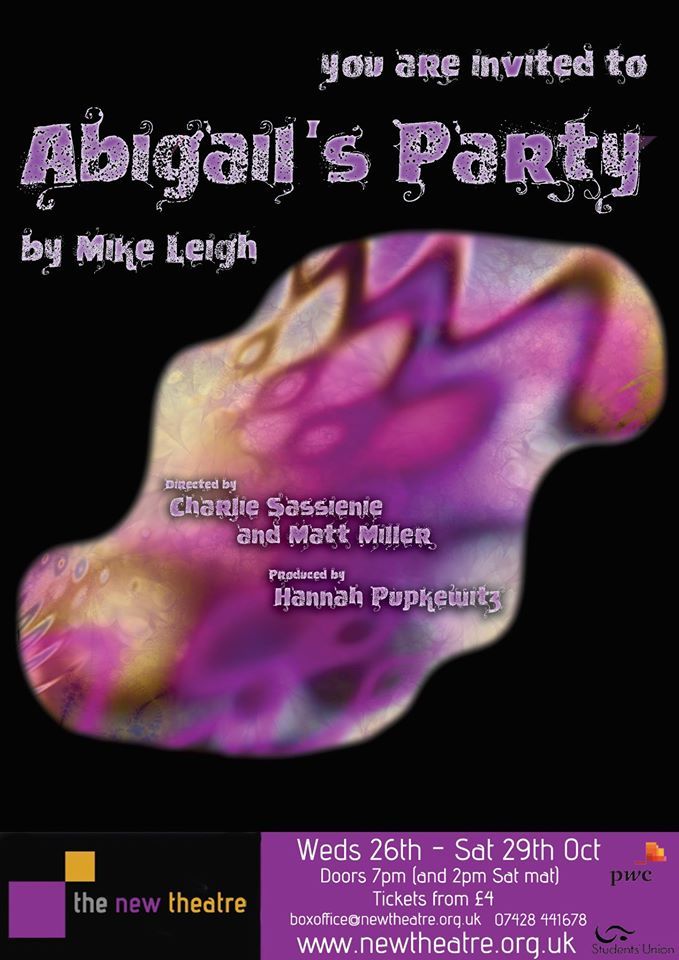 you are invited to
Abigail's Party
by Mike Leigh
Directed by
Charlie Sassienie
and Matt Miller
Produced by
Hannah Pupkewitz
the new theatre
Weds 26th - Sat 29th Oct
Doors 7pm (and 2pm Sat mat)
Tickets from £4
boxoffice@newtheatre.org.uk 07428 441678
www.newtheatre.org.uk
pwc
Students Union